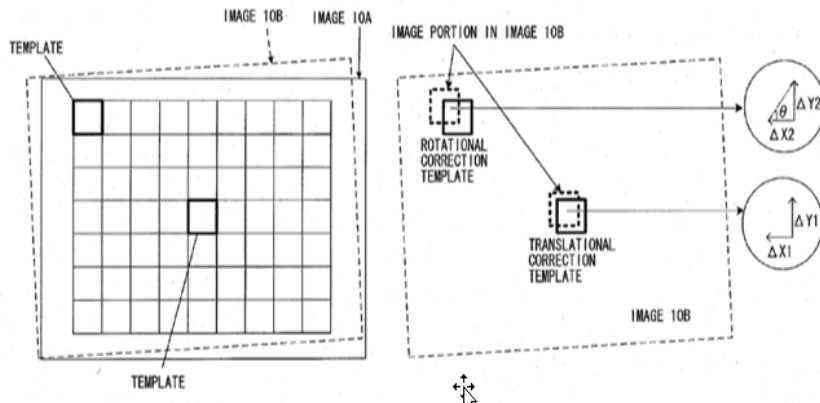 IMAGE 10B
IMAGE 10A
TEMPLATE
TEMPLATE
IMAGE PORTION IN IMAGE 10B
ROTATIONAL
CORRECTION
TEMPLATE
TRANSLATIONAL
CORRECTION
TEMPLATE
IMAGE 10B
θ
ΔY2
ΔX2
ΔY1
ΔX1